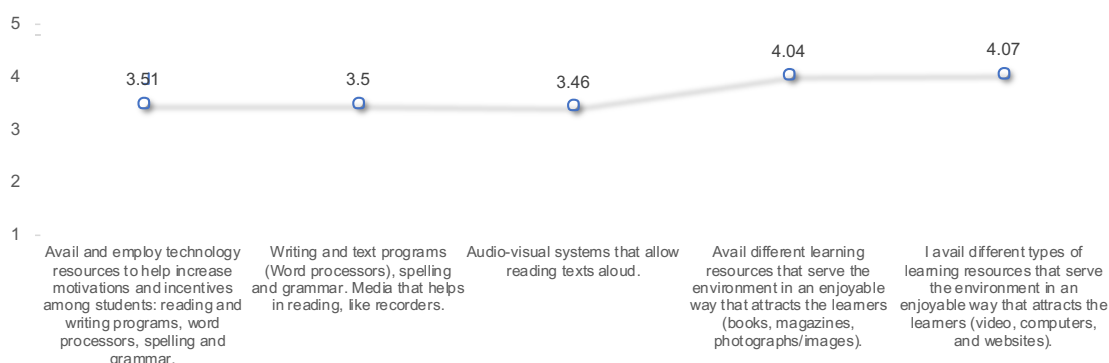 5
4
3
2
1
3.51
3.5
3.46
4.04
4.07
Avail and employ technology
resources to help increase
motivations and incentives
among students: reading and
writing programs, word
processors, spelling and
grammar.
Writing and text programs
(Word processors), spelling
and grammar. Media that helps
in reading, like recorders.
Audio-visual systems that allow
reading texts aloud.
Avail different learning
resources that serve the
environment in an enjoyable
way that attracts the learners
(books, magazines,
photographs/images).
I avail different types of
learning resources that serve
the environment in an
enjoyable way that attracts the
learners (video, computers,
and websites).